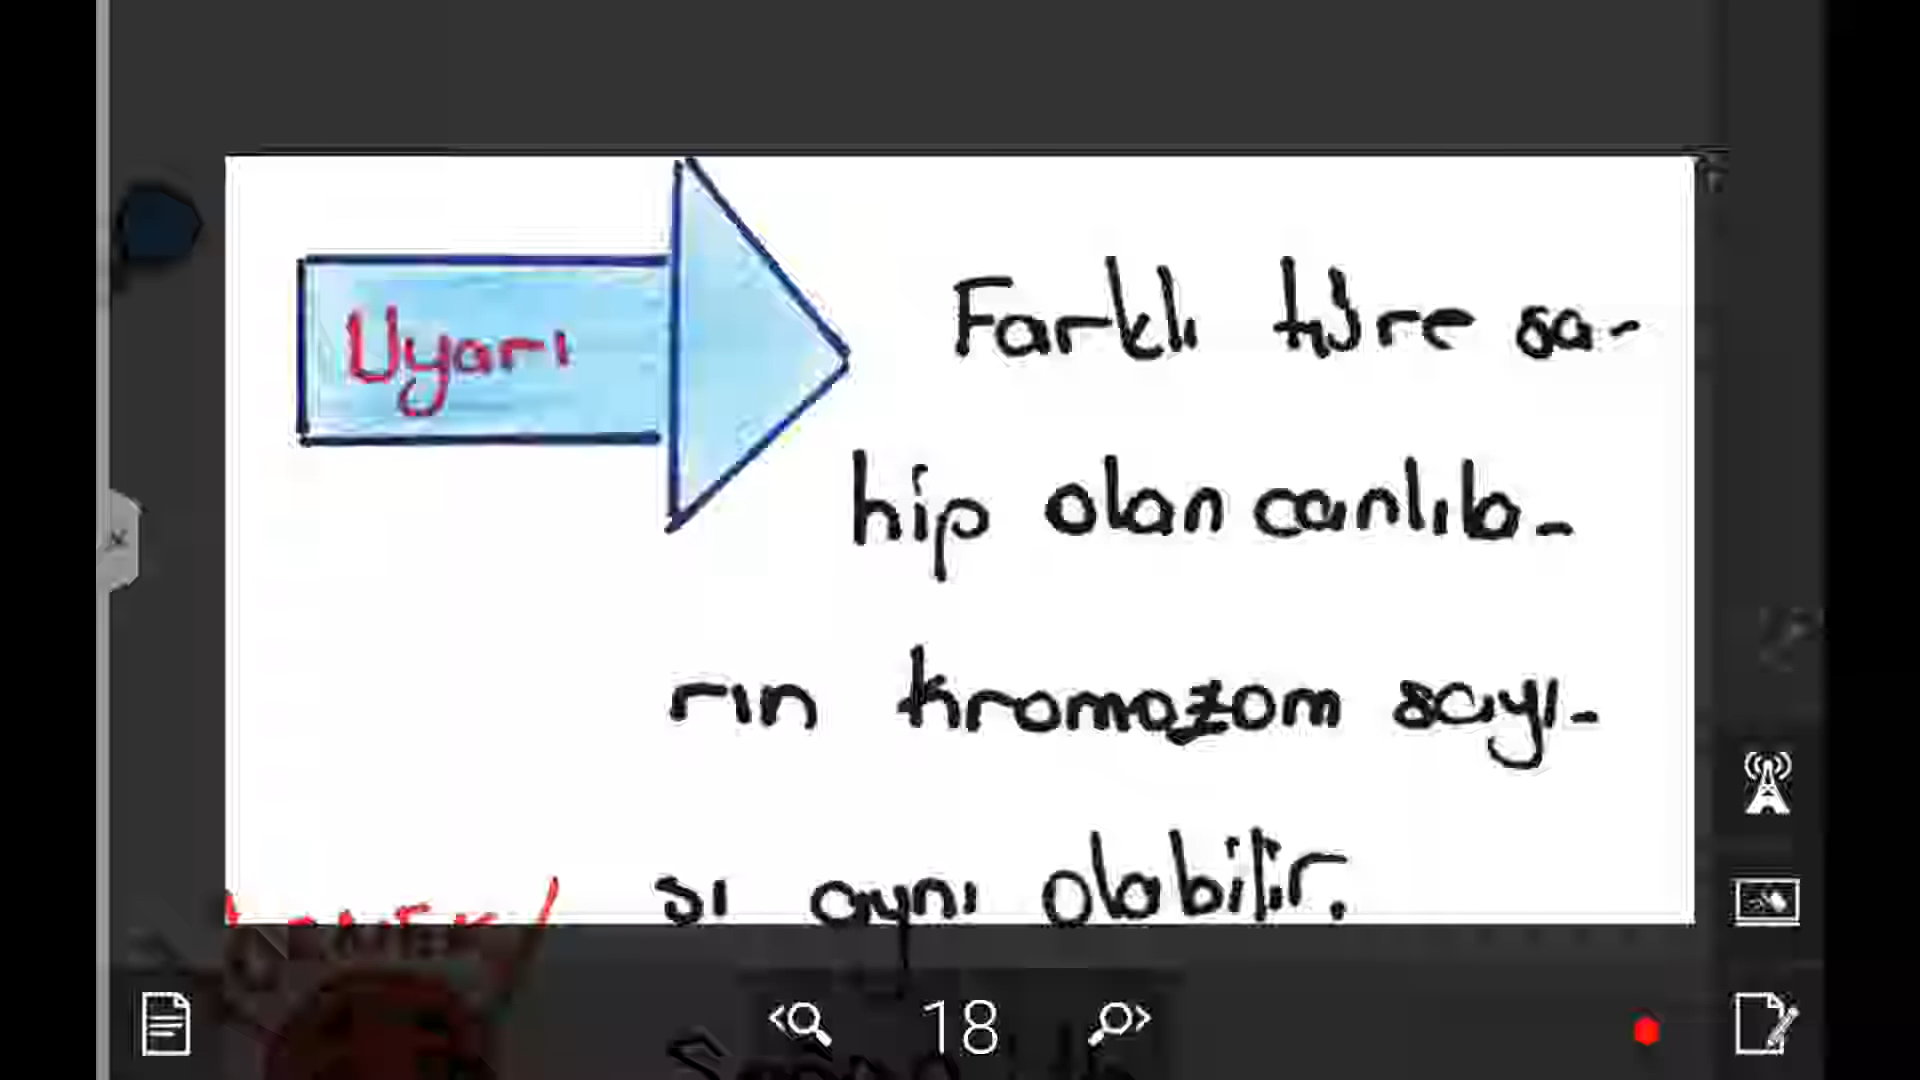 Uyarı
Farklı türe sa-
hip olan canlıla-
rın kromozom sayı-
sı aynı olabilir.
18